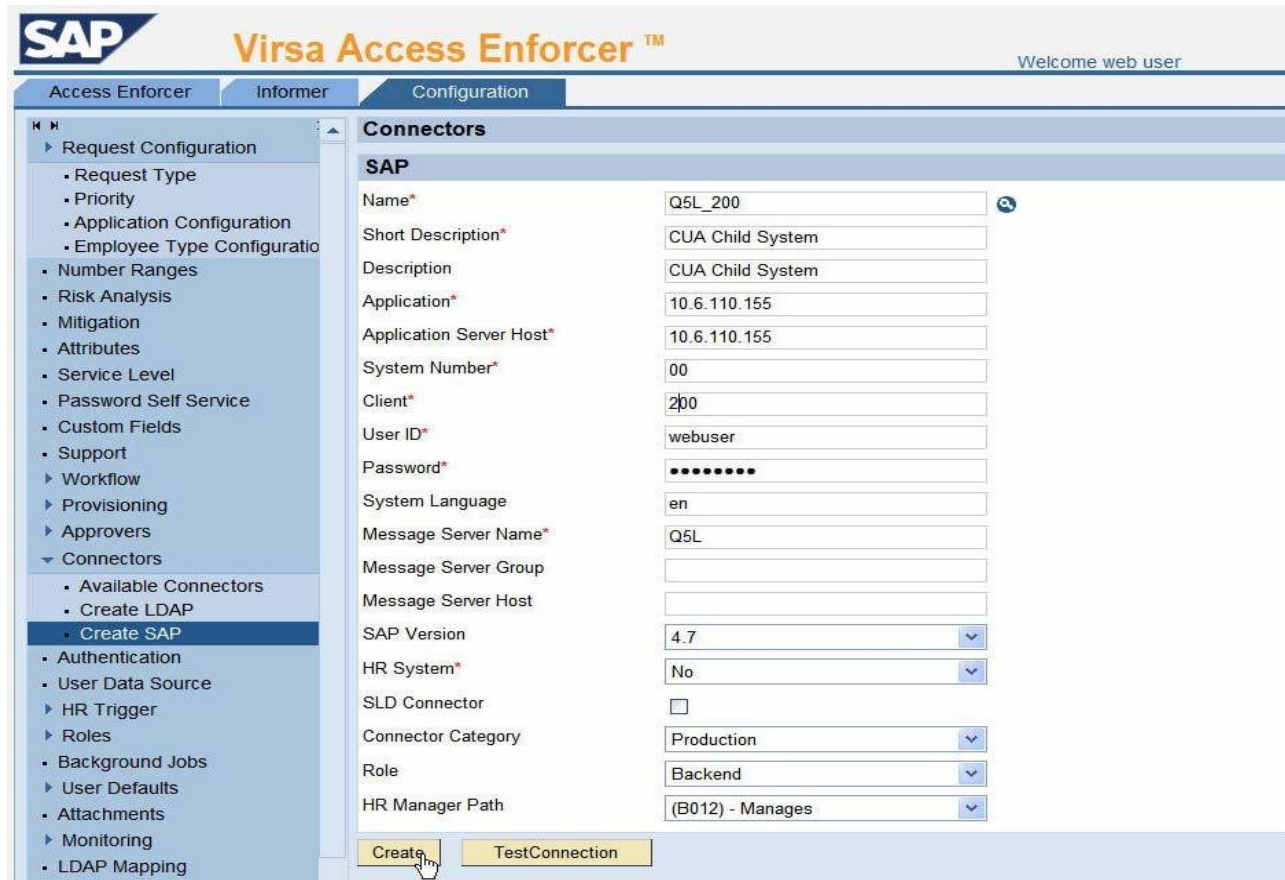 SAP
Virsa Access Enforcer ™
Welcome web user
Access Enforcer Informer Configuration
Request Configuration
Request Type
Priority
Application Configuration
Employee Type Configuratio
Number Ranges
Risk Analysis
Mitigation
Attributes
Service Level
Password Self Service
Custom Fields
Support
Workflow
Provisioning
Approvers
Connectors
Available Connectors
Create LDAP
Create SAP
Authentication
User Data Source
HR Trigger
Roles
Background Jobs
User Defaults
Attachments
Monitoring
LDAP Mapping
Connectors
SAP
Name* Q5L_200
Short Description* CUA Child System
Description CUA Child System
Application* 10.6.110.155
Application Server Host* 10.6.110.155
System Number* 00
Client* 200
User ID* webuser
Password* ••••••••
System Language en
Message Server Name* Q5L
Message Server Group
Message Server Host
SAP Version 4.7
HR System* No
SLD Connector
Connector Category Production
Role Backend
HR Manager Path (B012) - Manages
Create TestConnection